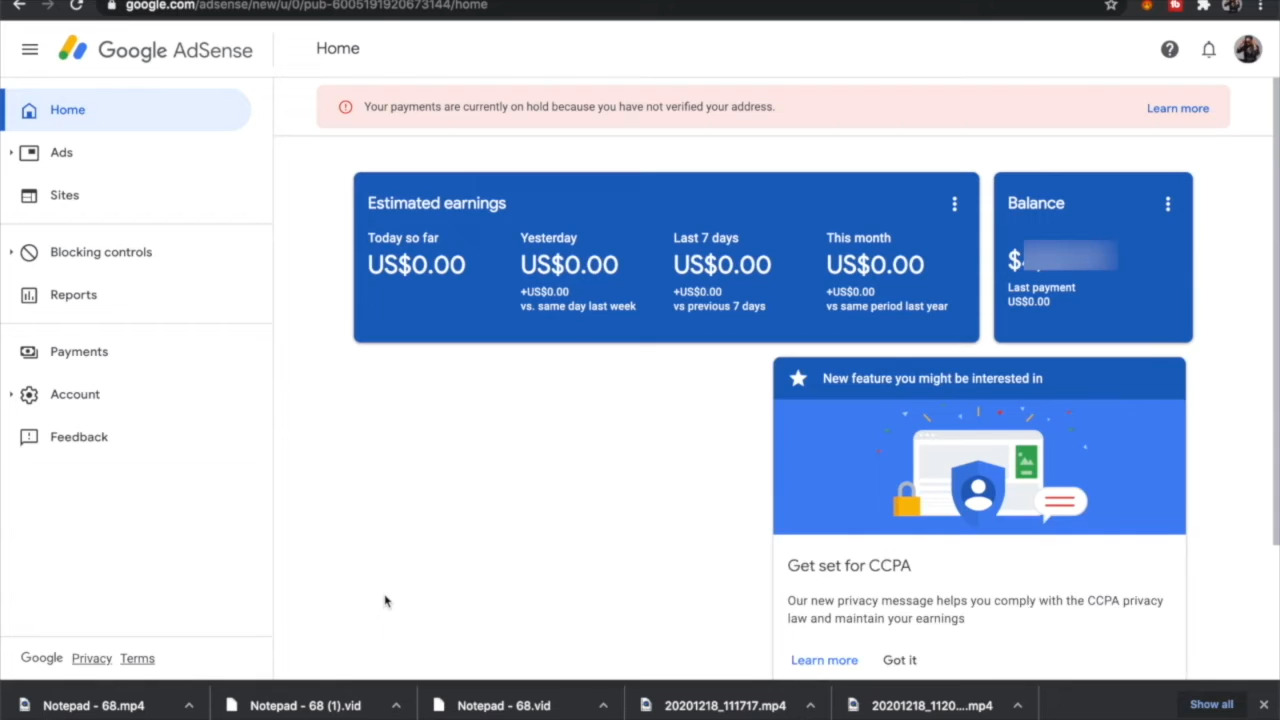 google.com/adsense/new/u/0/pub-6005191920673144/home
Google AdSense
Home
Your payments are currently on hold because you have not verified your address.
Learn more
Home
Ads
Sites
Blocking controls
Reports
Payments
Account
Feedback
Estimated earnings
Today so far
US$0.00
Yesterday
US$0.00
+US$0.00
vs. same day last week
Last 7 days
US$0.00
+US$0.00
vs previous 7 days
This month
US$0.00
+US$0.00
vs same period last year
Balance
$
Last payment
US$0.00
New feature you might be interested in
Get set for CCPA
Our new privacy message helps you comply with the CCPA privacy
law and maintain your earnings
Learn more Got it
Google Privacy Terms
Notepad - 68.mp4
Notepad - 68 (1).vid
Notepad - 68.vid
20201218_111717.mp4
20201218_1120....mp4
Show all